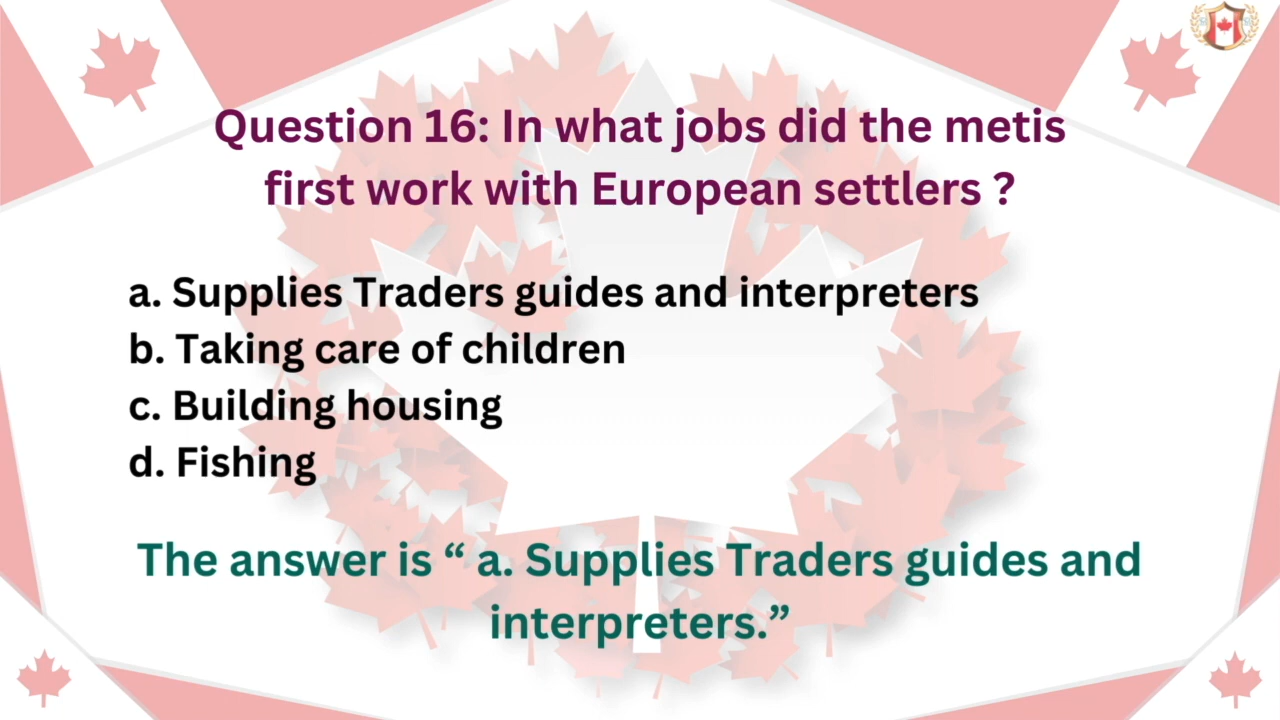 Question 16: In what jobs did the metis
first work with European settlers ?
a. Supplies Traders guides and interpreters
b. Taking care of children
c. Building housing
d. Fishing
The answer is “ a. Supplies Traders guides and
interpreters.”